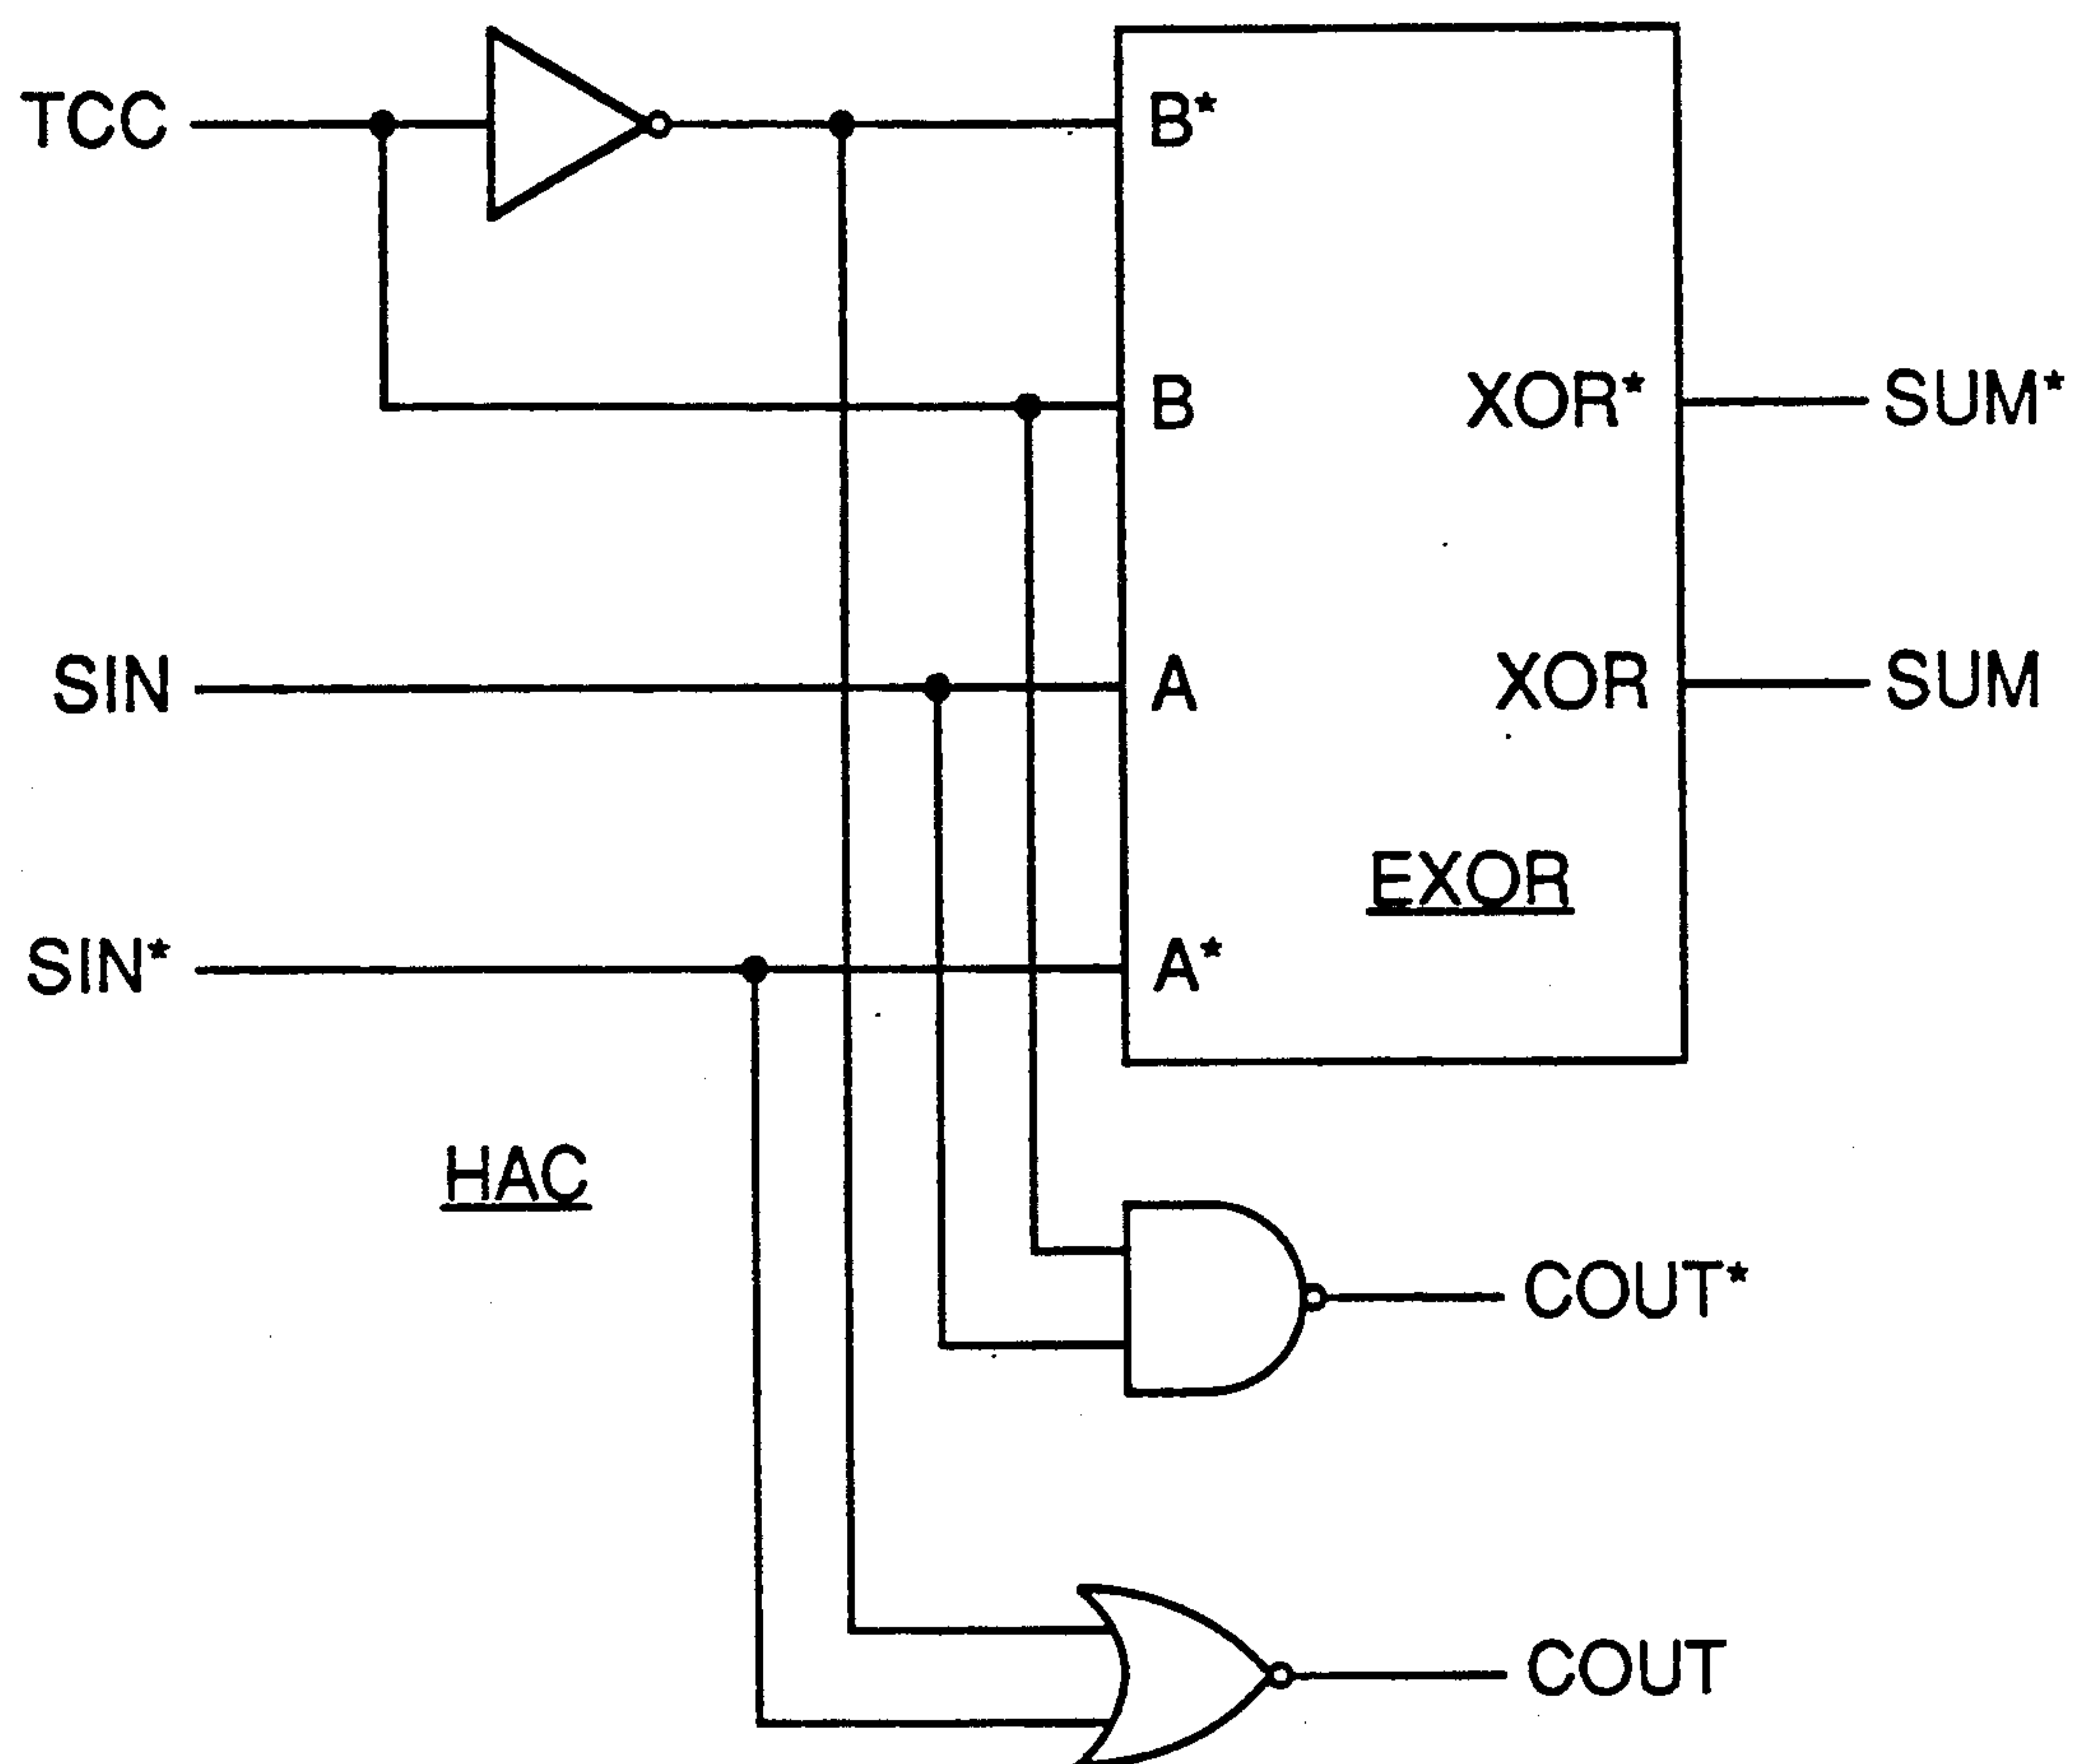 TCC
B*
B
XOR*
SUM*
SIN
A
XOR
SUM
EXOR
SIN*
A*
HAC
COUT*
COUT